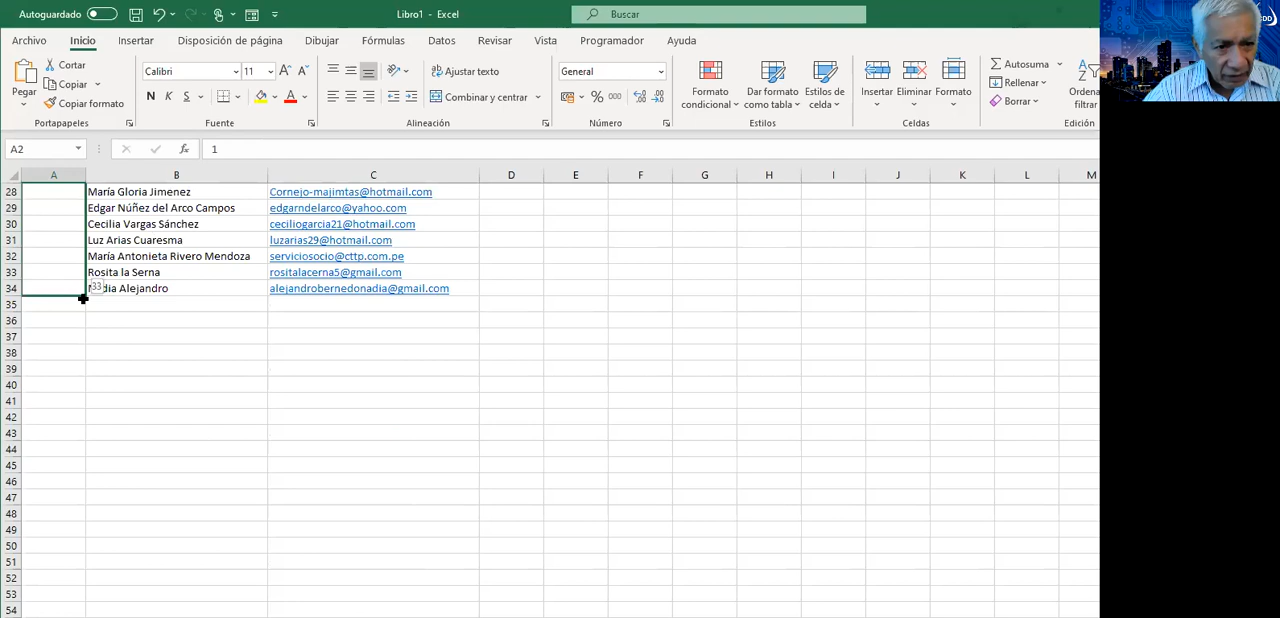 Autoguardado
Libro1 - Excel
Buscar
Archivo Inicio Insertar Disposición de página Dibujar Fórmulas Datos Revisar Vista Programador Ayuda
Pegar
Cortar
Copiar
Copiar formato
Portapapeles
Calibri 11
N K S
Fuente
Ajustar texto
Combinar y centrar
Alineación
General
% 000
Número
Formato
condicional
Dar formato
como tabla
Estilos de
celda
Estilos
Insertar Eliminar Formato
Celdas
Autosuma
Rellenar
Borrar
Ordena
filtrar
Edición
A2 fx 1
A B C D E F G H I J K L M
28 María Gloria Jimenez Cornejo-majimtas@hotmail.com
29 Edgar Núñez del Arco Campos edgarndelarco@yahoo.com
30 Cecilia Vargas Sánchez ceciliogarcia21@hotmail.com
31 Luz Arias Cuaresma luzarias29@hotmail.com
32 María Antonieta Rivero Mendoza serviciosocio@cttp.com.pe
33 Rosita la Serna rositalacerna5@gmail.com
34 33 dia Alejandro alejandrobernedonadia@gmail.com
35
36
37
38
39
40
41
42
43
44
45
46
47
48
49
50
51
52
53
54